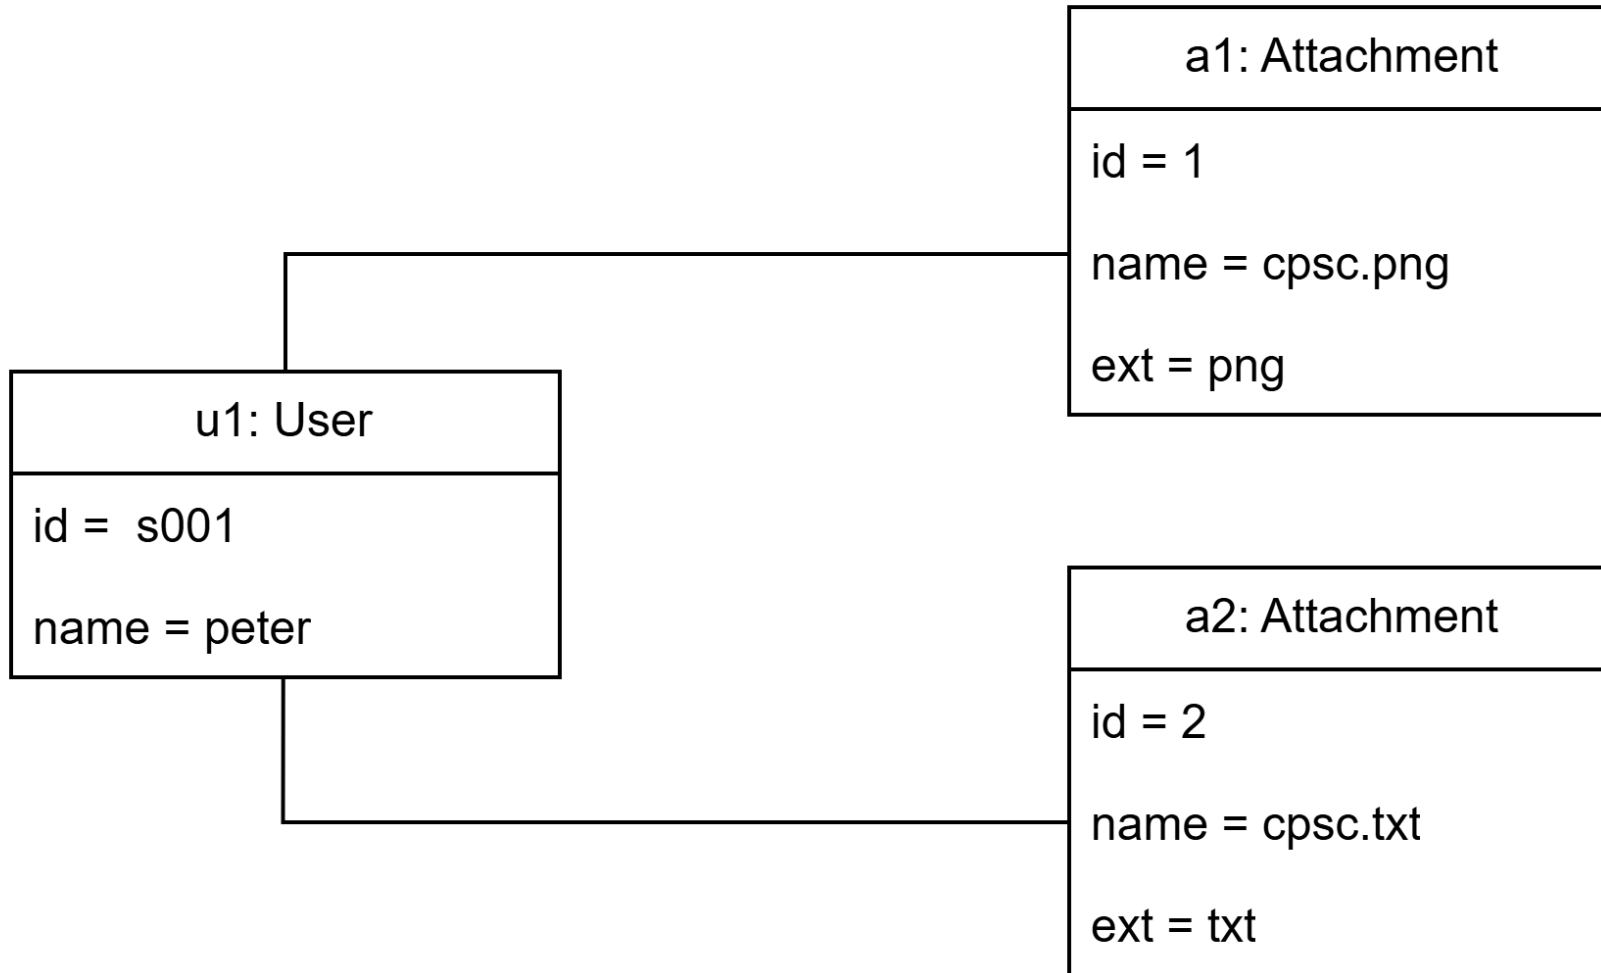 a1: Attachment
id = 1
name = cpsc.png
ext = png
u1: User
id =  s001
name = peter
a2: Attachment
id = 2
name = cpsc.txt
ext = txt